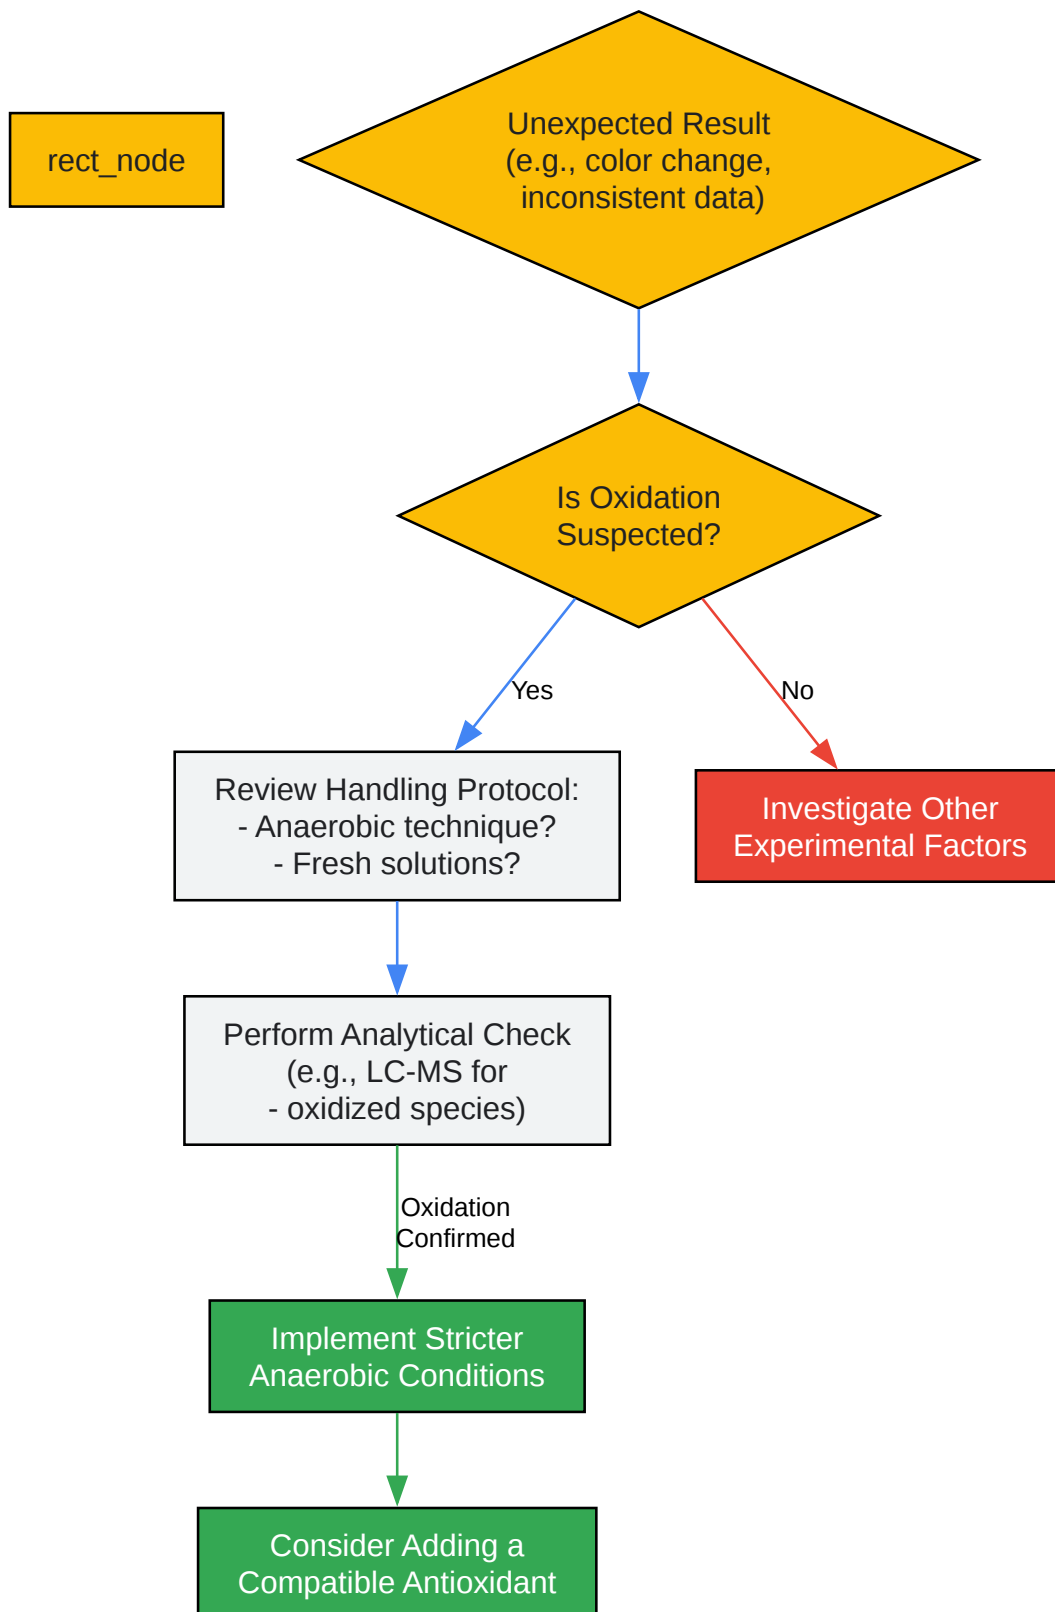 rect_node
Unexpected Result
(e.g., color change,
inconsistent data)
Is Oxidation
Suspected?
Yes
No
Review Handling Protocol:
- Anaerobic technique?
- Fresh solutions?
Investigate Other
Experimental Factors
Perform Analytical Check
(e.g., LC-MS for
- oxidized species)
Oxidation
Confirmed
Implement Stricter
Anaerobic Conditions
Consider Adding a
Compatible Antioxidant